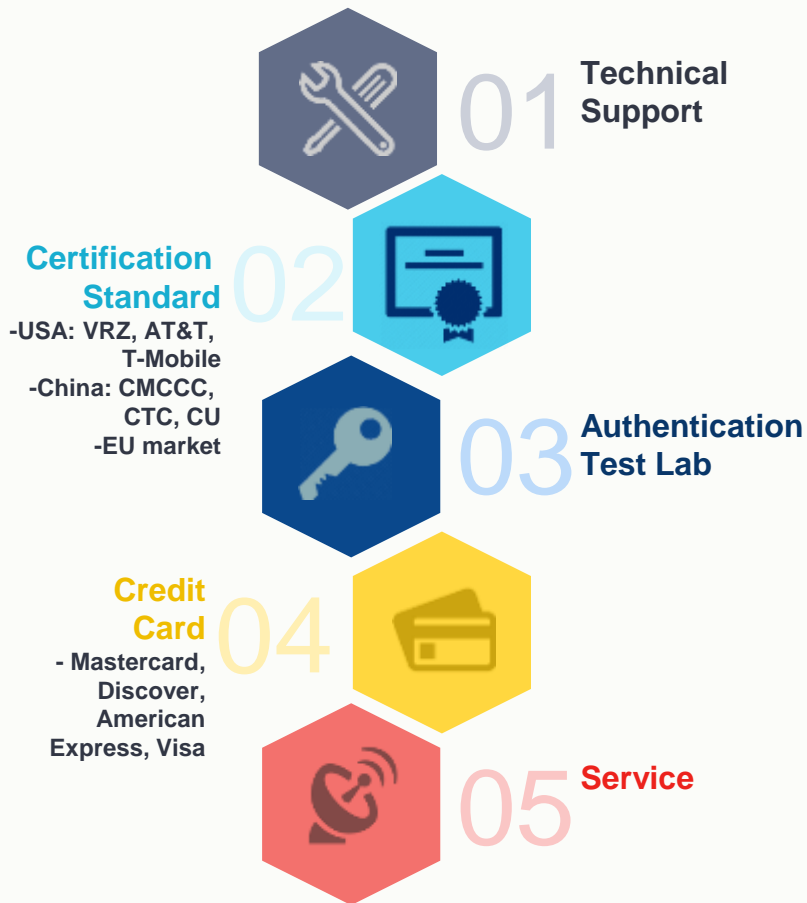 01
Technical
Support
02
Certification
Standard
-USA: VRZ, AT&T,
T-Mobile
-China: CMCCC,
CTC, CU
-EU market
03
Authentication
Test Lab
04
Credit
Card
- Mastercard,
Discover,
American
Express, Visa
05
Service